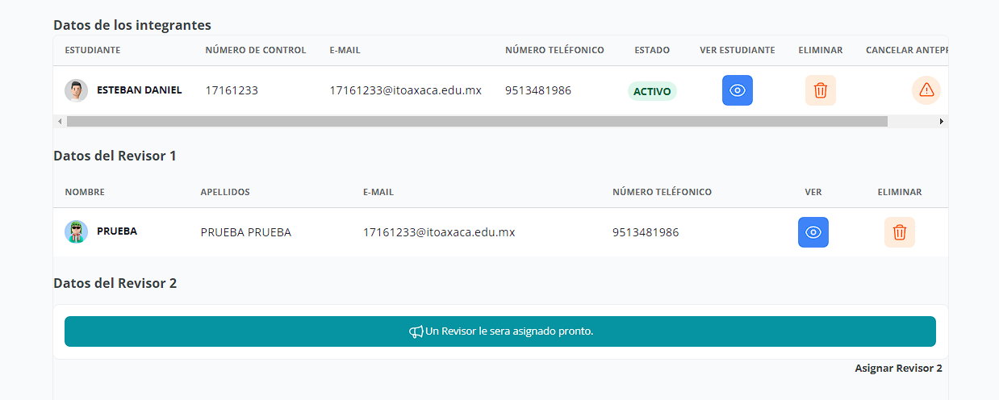 Datos de los integrantes
ESTUDIANTE NÚMERO DE CONTROL E-MAIL NÚMERO TELÉFONICO ESTADO VER ESTUDIANTE ELIMINAR CANCELAR ANTEP
ESTEBAN DANIEL 17161233 17161233@itoaxaca.edu.mx 9513481986 ACTIVO
Datos del Revisor 1
NOMBRE APELLIDOS E-MAIL NÚMERO TELÉFONICO VER ELIMINAR
PRUEBA PRUEBA PRUEBA 17161233@itoaxaca.edu.mx 9513481986
Datos del Revisor 2
Un Revisor le sera asignado pronto.
Asignar Revisor 2